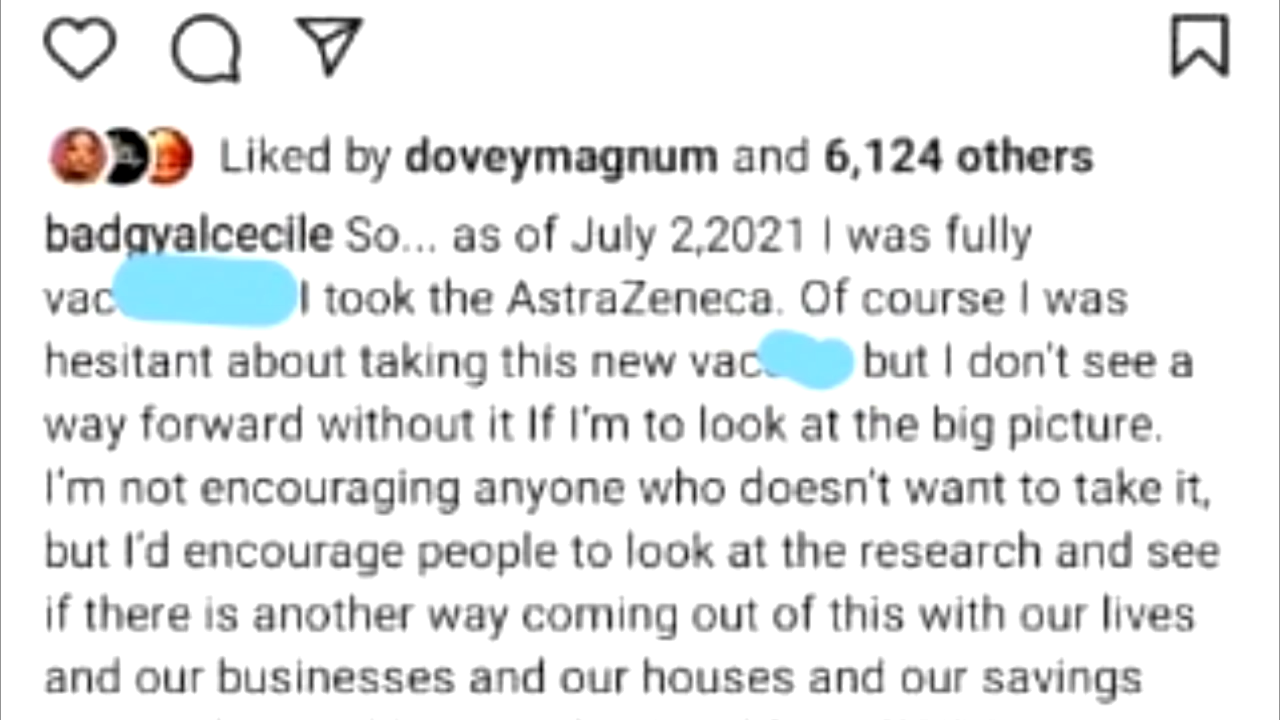 Liked by doveymagnum and 6,124 others
badgyalcecile So... as of July 2,2021 I was fully
vac I took the AstraZeneca. Of course I was
hesitant about taking this new vac but I don't see a
way forward without it If I'm to look at the big picture.
I'm not encouraging anyone who doesn't want to take it,
but I'd encourage people to look at the research and see
if there is another way coming out of this with our lives
and our businesses and our houses and our savings